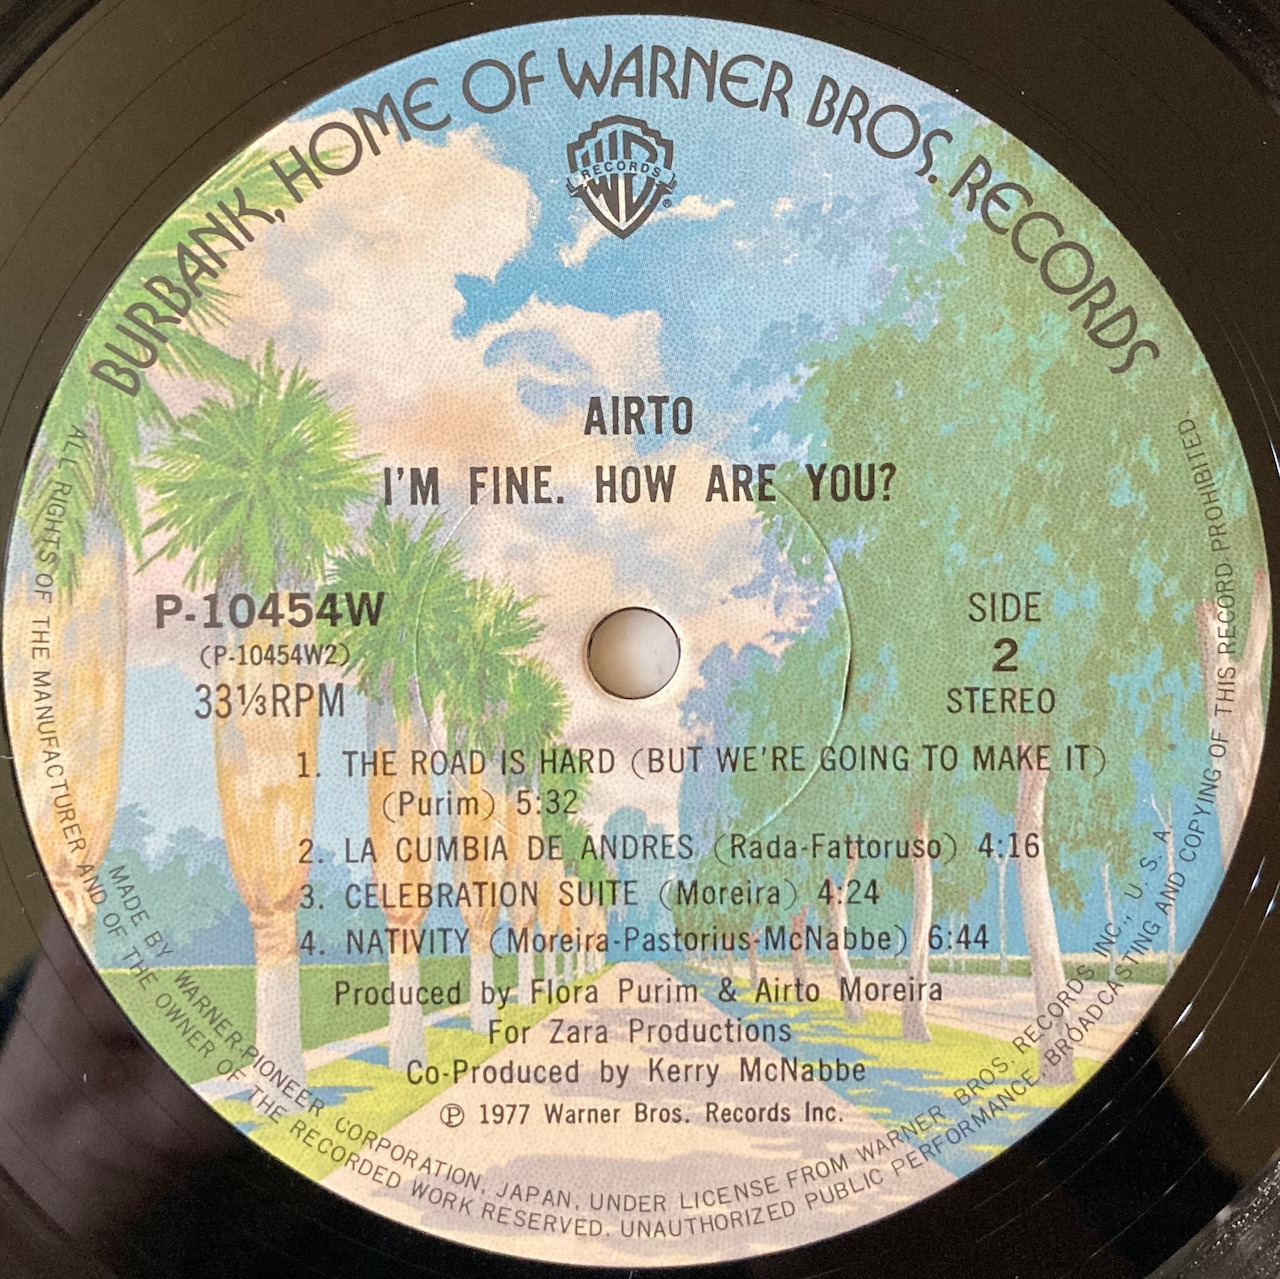 BURBANK, HOME OF WARNER BROS. RECORDS
RECORDS
®
AIRTO
I'M FINE. HOW ARE YOU?
P-10454W
(P-10454W2)
33⅓RPM
SIDE
2
STEREO
1. THE ROAD IS HARD (BUT WE'RE GOING TO MAKE IT)
(Purim) 5:32
2. LA CUMBIA DE ANDRES (Rada-Fattoruso) 4:16
3. CELEBRATION SUITE (Moreira) 4:24
4. NATIVITY (Moreira-Pastorius-McNabbe) 6:44
Produced by Flora Purim & Airto Moreira
For Zara Productions
Co-Produced by Kerry McNabbe
℗ 1977 Warner Bros. Records Inc.
MADE BY WARNER-PIONEER CORPORATION, JAPAN, UNDER LICENSE FROM WARNER BROS. RECORDS INC., U. S. A.
ALL RIGHTS OF THE MANUFACTURER AND OF THE OWNER OF THE RECORDED WORK RESERVED. UNAUTHORIZED PUBLIC PERFORMANCE, BROADCASTING AND COPYING OF THIS RECORD PROHIBITED.